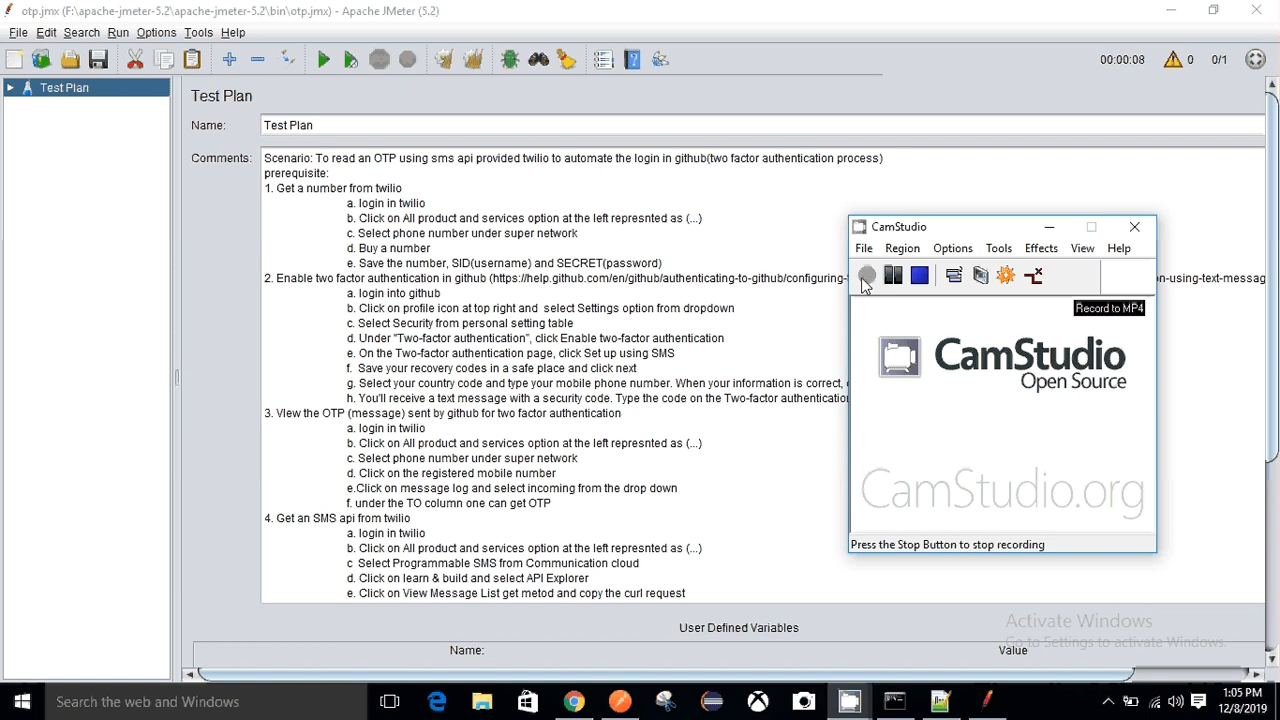 otp.jmx (F:\apache-jmeter-5.2\apache-jmeter-5.2\bin\otp.jmx) - Apache JMeter (5.2)
File Edit Search Run Options Tools Help
00:00:08 0 0/1
Test Plan
Test Plan
Name: Test Plan
Comments: Scenario: To read an OTP using sms api provided twilio to automate the login in github(two factor authentication process)
prerequisite:
1. Get a number from twilio
a. login in twilio
b. Click on All product and services option at the left represnted as (...)
c. Select phone number under super network
d. Buy a number
e. Save the number, SID(username) and SECRET(password)
2. Enable two factor authentication in github (https://help.github.com/en/github/authenticating-to-github/configuring- on-using-text-messag
a. login into github
b. Click on profile icon at top right and select Settings option from dropdown
c. Select Security from personal setting table
d. Under "Two-factor authentication", click Enable two-factor authentication
e. On the Two-factor authentication page, click Set up using SMS
f. Save your recovery codes in a safe place and click next
g. Select your country code and type your mobile phone number. When your information is correct,
h. You'll receive a text message with a security code. Type the code on the Two-factor authentication
3. VIew the OTP (message) sent by github for two factor authentication
a. login in twilio
b. Click on All product and services option at the left represnted as (...)
c. Select phone number under super network
d. Click on the registered mobile number
e.Click on message log and select incoming from the drop down
f. under the TO column one can get OTP
4. Get an SMS api from twilio
a. login in twilio
b. Click on All product and services option at the left represnted as (...)
c Select Programmable SMS from Communication cloud
d. Click on learn & build and select API Explorer
e. Click on View Message List get metod and copy the curl request
User Defined Variables
Name: Value
CamStudio
File Region Options Tools Effects View Help
Record to MP4
CamStudio
Open Source
CamStudio.org
Press the Stop Button to stop recording
Activate Windows
Go to Settings to activate Windows.
Search the web and Windows
1:05 PM
12/8/2019